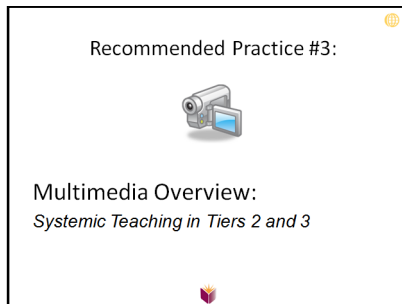 Recommended Practice #3:
Multimedia Overview:
Systemic Teaching in Tiers 2 and 3